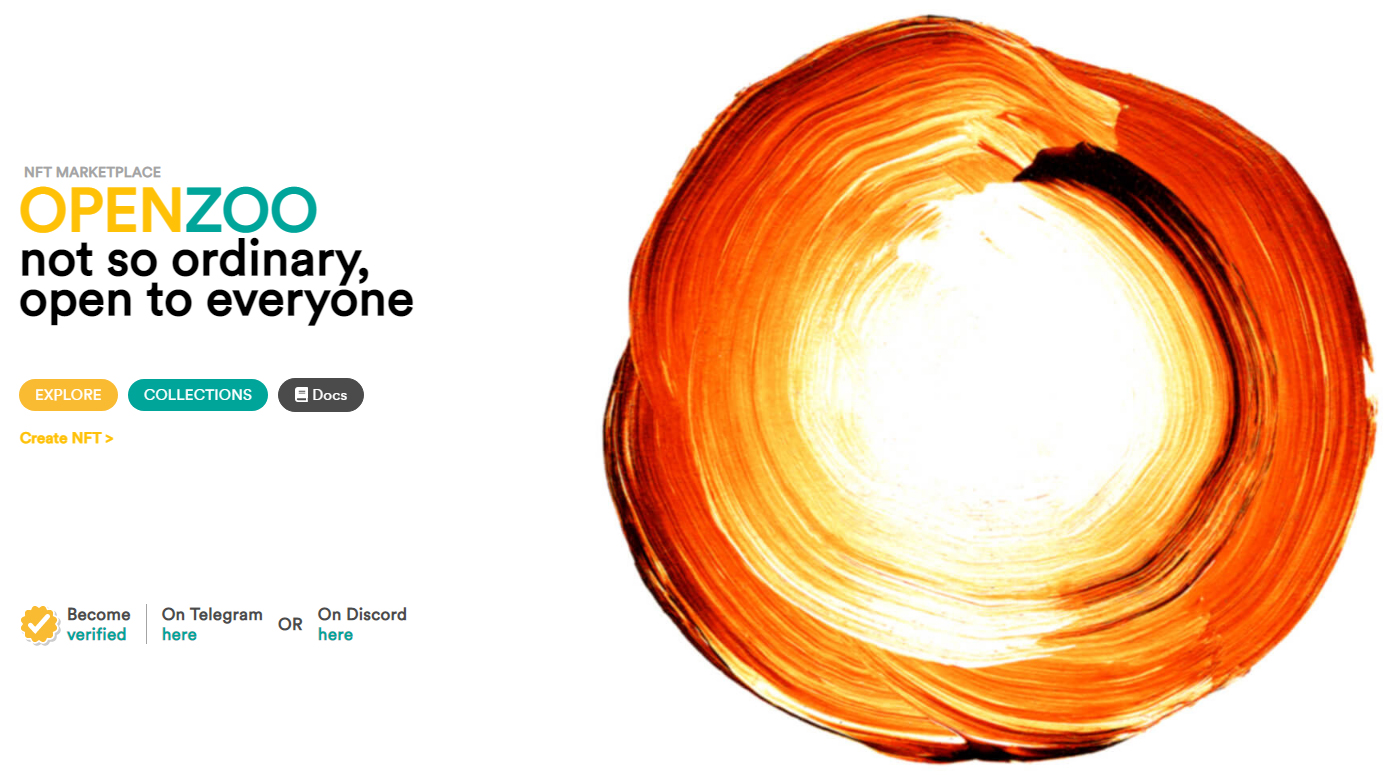 NFT MARKETPLACE
OPENZOO
not so ordinary,
open to everyone
EXPLORE
COLLECTIONS
Docs
Create NFT >
Become
verified
On Telegram
here
OR
On Discord
here